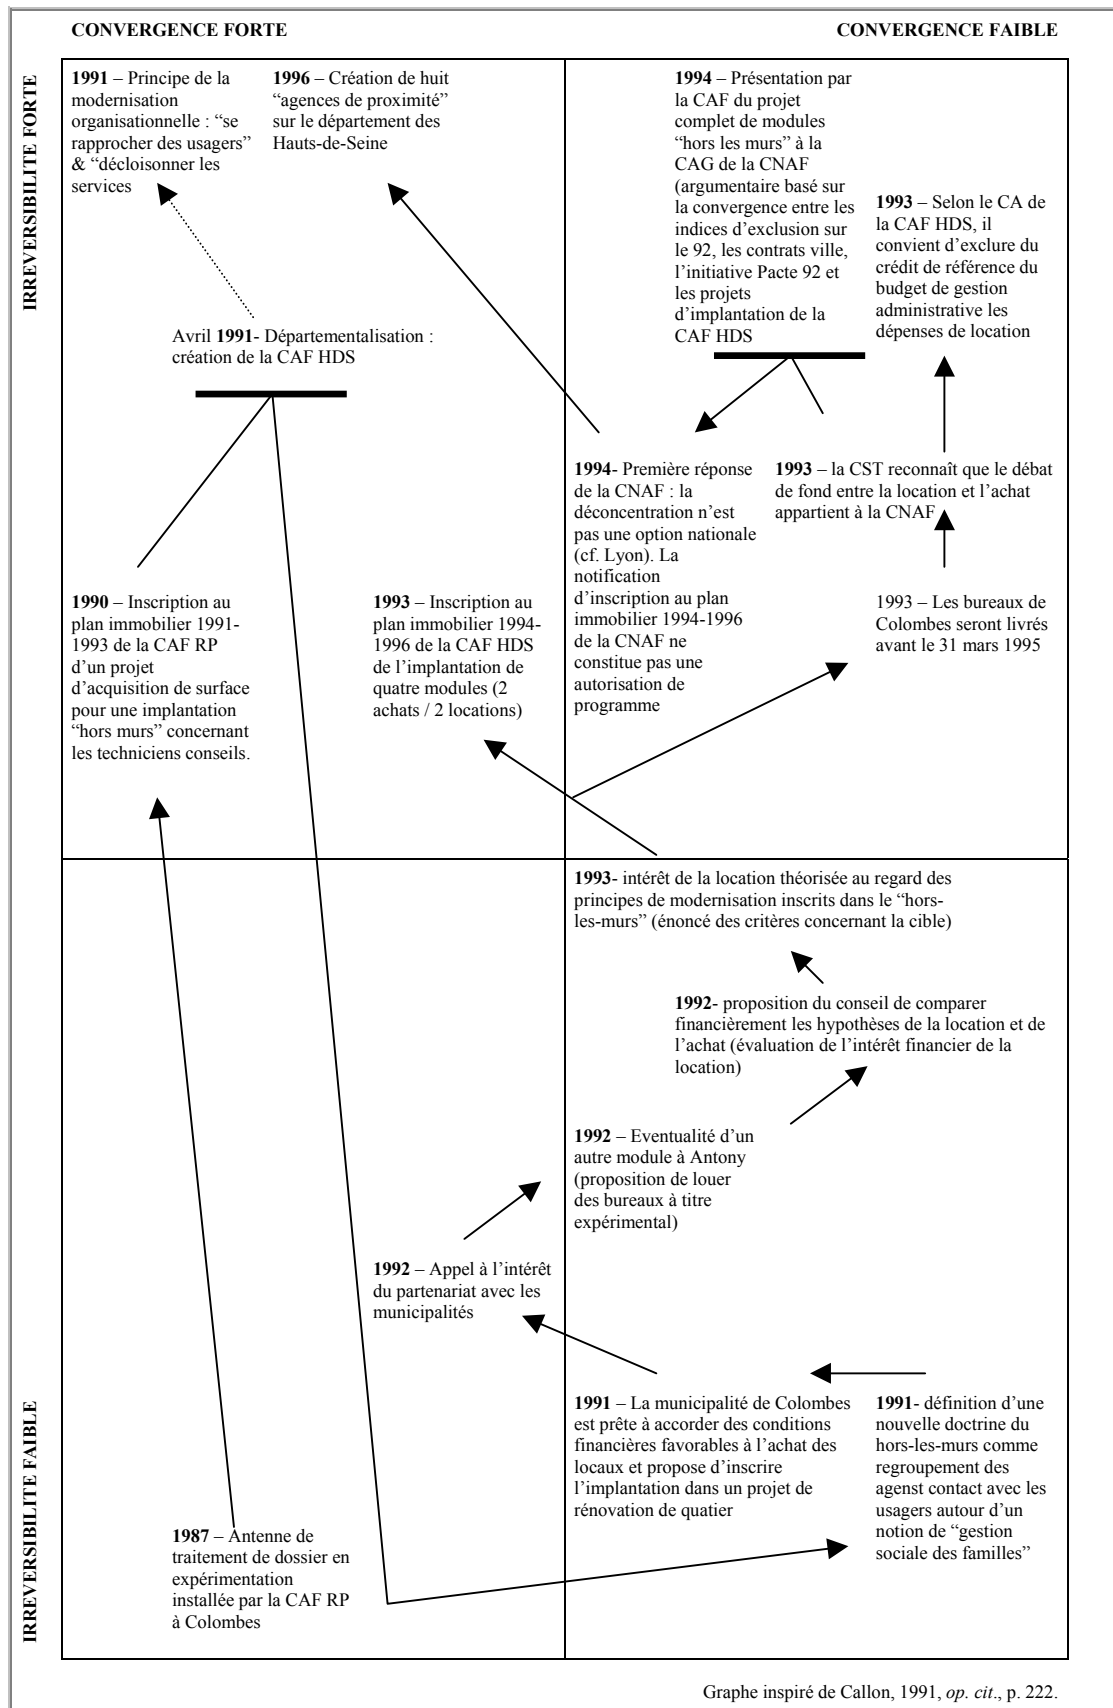 CONVERGENCE FORTE
CONVERGENCE FAIBLE
IRREVERSIBILITE FORTE
1991 – Principe de la
modernisation
organisationnelle : “se
rapprocher des usagers”
& “décloisonner les
services
1996 – Création de huit
“agences de proximité”
sur le département des
Hauts-de-Seine
1994 – Présentation par
la CAF du projet
complet de modules
“hors les murs” à la
CAG de la CNAF
(argumentaire basé sur
la convergence entre les
indices d’exclusion sur
le 92, les contrats ville,
l’initiative Pacte 92 et
les projets
d’implantation de la
CAF HDS
1993 – Selon le CA de
la CAF HDS, il
convient d’exclure du
crédit de référence du
budget de gestion
administrative les
dépenses de location
Avril 1991- Départementalisation :
création de la CAF HDS
1994- Première réponse
de la CNAF : la
déconcentration n’est
pas une option nationale
(cf. Lyon). La
notification
d’inscription au plan
immobilier 1994-1996
de la CNAF ne
constitue pas une
autorisation de
programme
1993 – la CST reconnaît que le débat
de fond entre la location et l’achat
appartient à la CNAF
1990 – Inscription au
plan immobilier 1991-
1993 de la CAF RP
d’un projet
d’acquisition de surface
pour une implantation
“hors murs” concernant
les techniciens conseils.
1993 – Inscription au
plan immobilier 1994-
1996 de la CAF HDS
de l’implantation de
quatre modules (2
achats / 2 locations)
1993 – Les bureaux de
Colombes seront livrés
avant le 31 mars 1995
IRREVERSIBILITE FAIBLE
1993- intérêt de la location théorisée au regard des
principes de modernisation inscrits dans le “hors-
les-murs” (énoncé des critères concernant la cible)
1992- proposition du conseil de comparer
financièrement les hypothèses de la location et de
l’achat (évaluation de l’intérêt financier de la
location)
1992 – Eventualité d’un
autre module à Antony
(proposition de louer
des bureaux à titre
expérimental)
1992 – Appel à l’intérêt
du partenariat avec les
municipalités
1991 – La municipalité de Colombes
est prête à accorder des conditions
financières favorables à l’achat des
locaux et propose d’inscrire
l’implantation dans un projet de
rénovation de quatier
1991- définition d’une
nouvelle doctrine du
hors-les-murs comme
regroupement des
agenst contact avec les
usagers autour d’un
notion de “gestion
sociale des familles”
1987 – Antenne de
traitement de dossier en
expérimentation
installée par la CAF RP
à Colombes
Graphe inspiré de Callon, 1991, op. cit., p. 222.